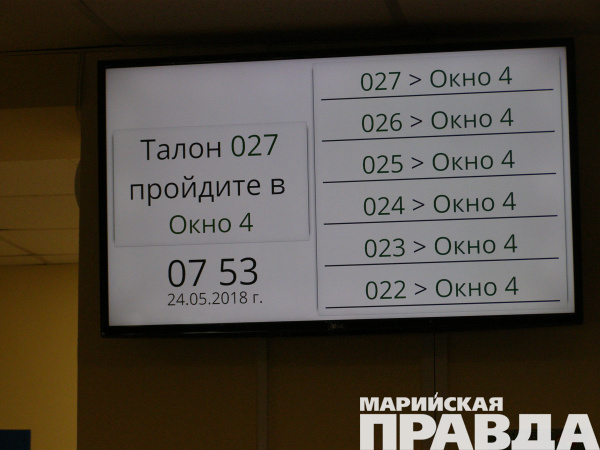 Талон 027
пройдите в
Окно 4
07 53
24.05.2018 г.
027 > Окно 4
026 > Окно 4
025 > Окно 4
024 > Окно 4
023 > Окно 4
022 > Окно 4
LG
МАРИЙСКАЯ
ПРАВДА